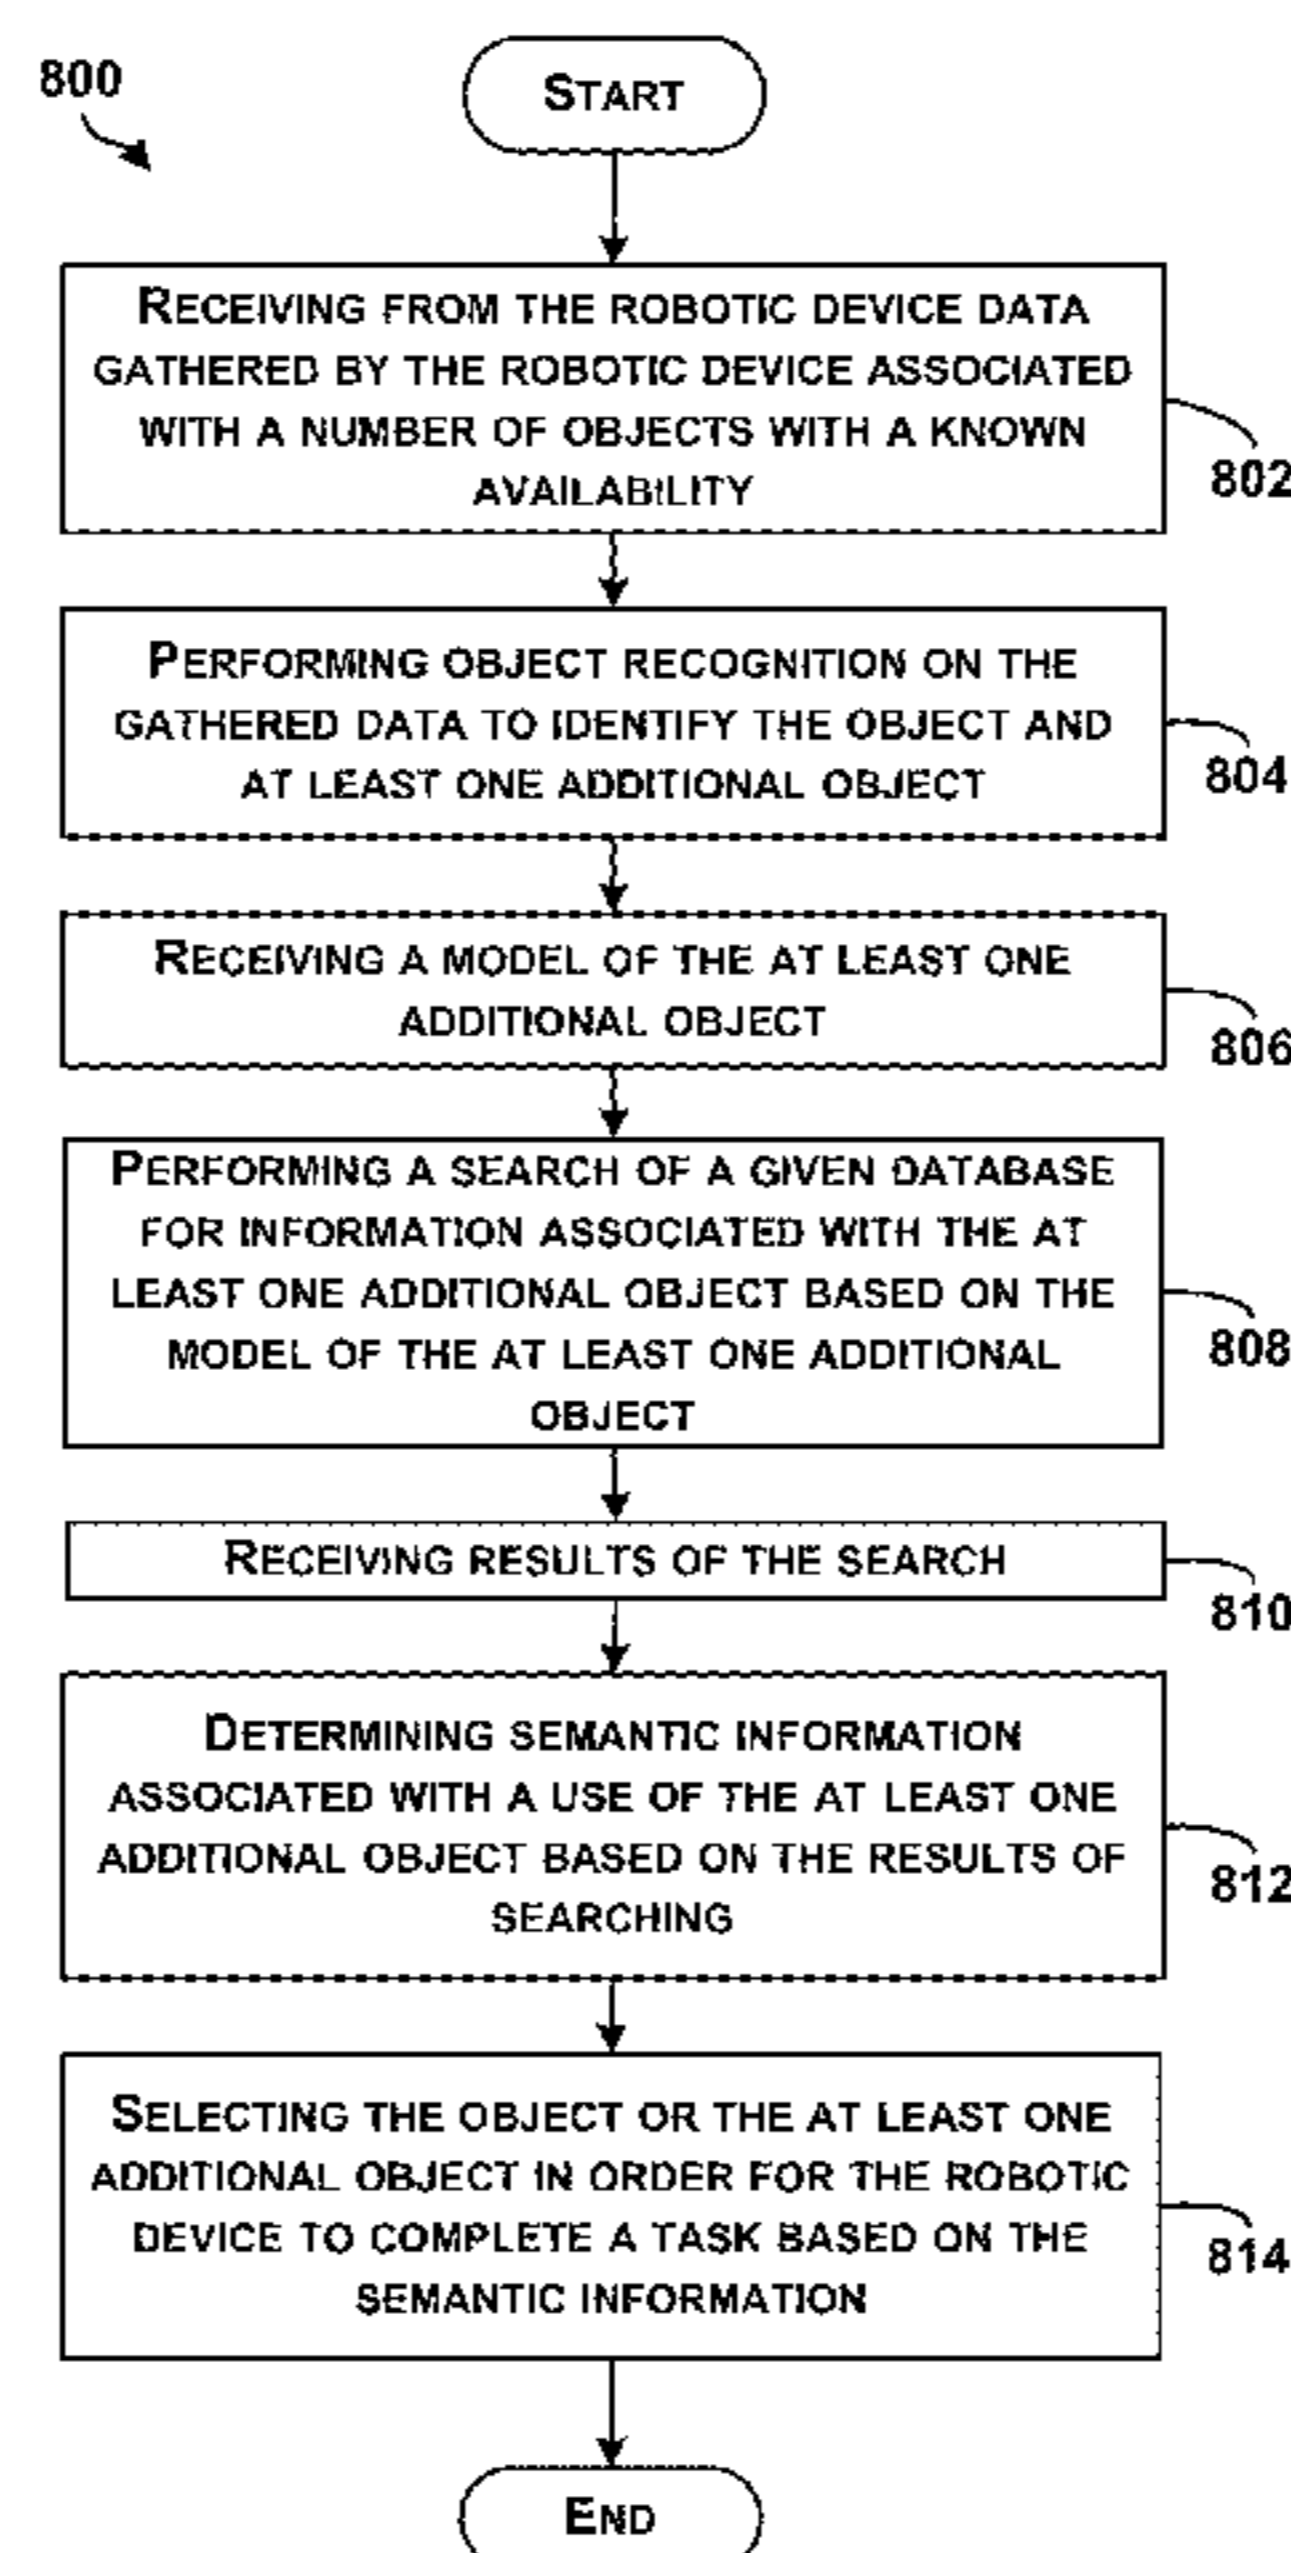 800
START
RECEIVING FROM THE ROBOTIC DEVICE DATA
GATHERED BY THE ROBOTIC DEVICE ASSOCIATED
WITH A NUMBER OF OBJECTS WITH A KNOWN
AVAILABILITY
802
PERFORMING OBJECT RECOGNITION ON THE
GATHERED DATA TO IDENTIFY THE OBJECT AND
AT LEAST ONE ADDITIONAL OBJECT
804
RECEIVING A MODEL OF THE AT LEAST ONE
ADDITIONAL OBJECT
806
PERFORMING A SEARCH OF A GIVEN DATABASE
FOR INFORMATION ASSOCIATED WITH THE AT
LEAST ONE ADDITIONAL OBJECT BASED ON THE
MODEL OF THE AT LEAST ONE ADDITIONAL
OBJECT
808
RECEIVING RESULTS OF THE SEARCH
810
DETERMINING SEMANTIC INFORMATION
ASSOCIATED WITH A USE OF THE AT LEAST ONE
ADDITIONAL OBJECT BASED ON THE RESULTS OF
SEARCHING
812
SELECTING THE OBJECT OR THE AT LEAST ONE
ADDITIONAL OBJECT IN ORDER FOR THE ROBOTIC
DEVICE TO COMPLETE A TASK BASED ON THE
SEMANTIC INFORMATION
814
END